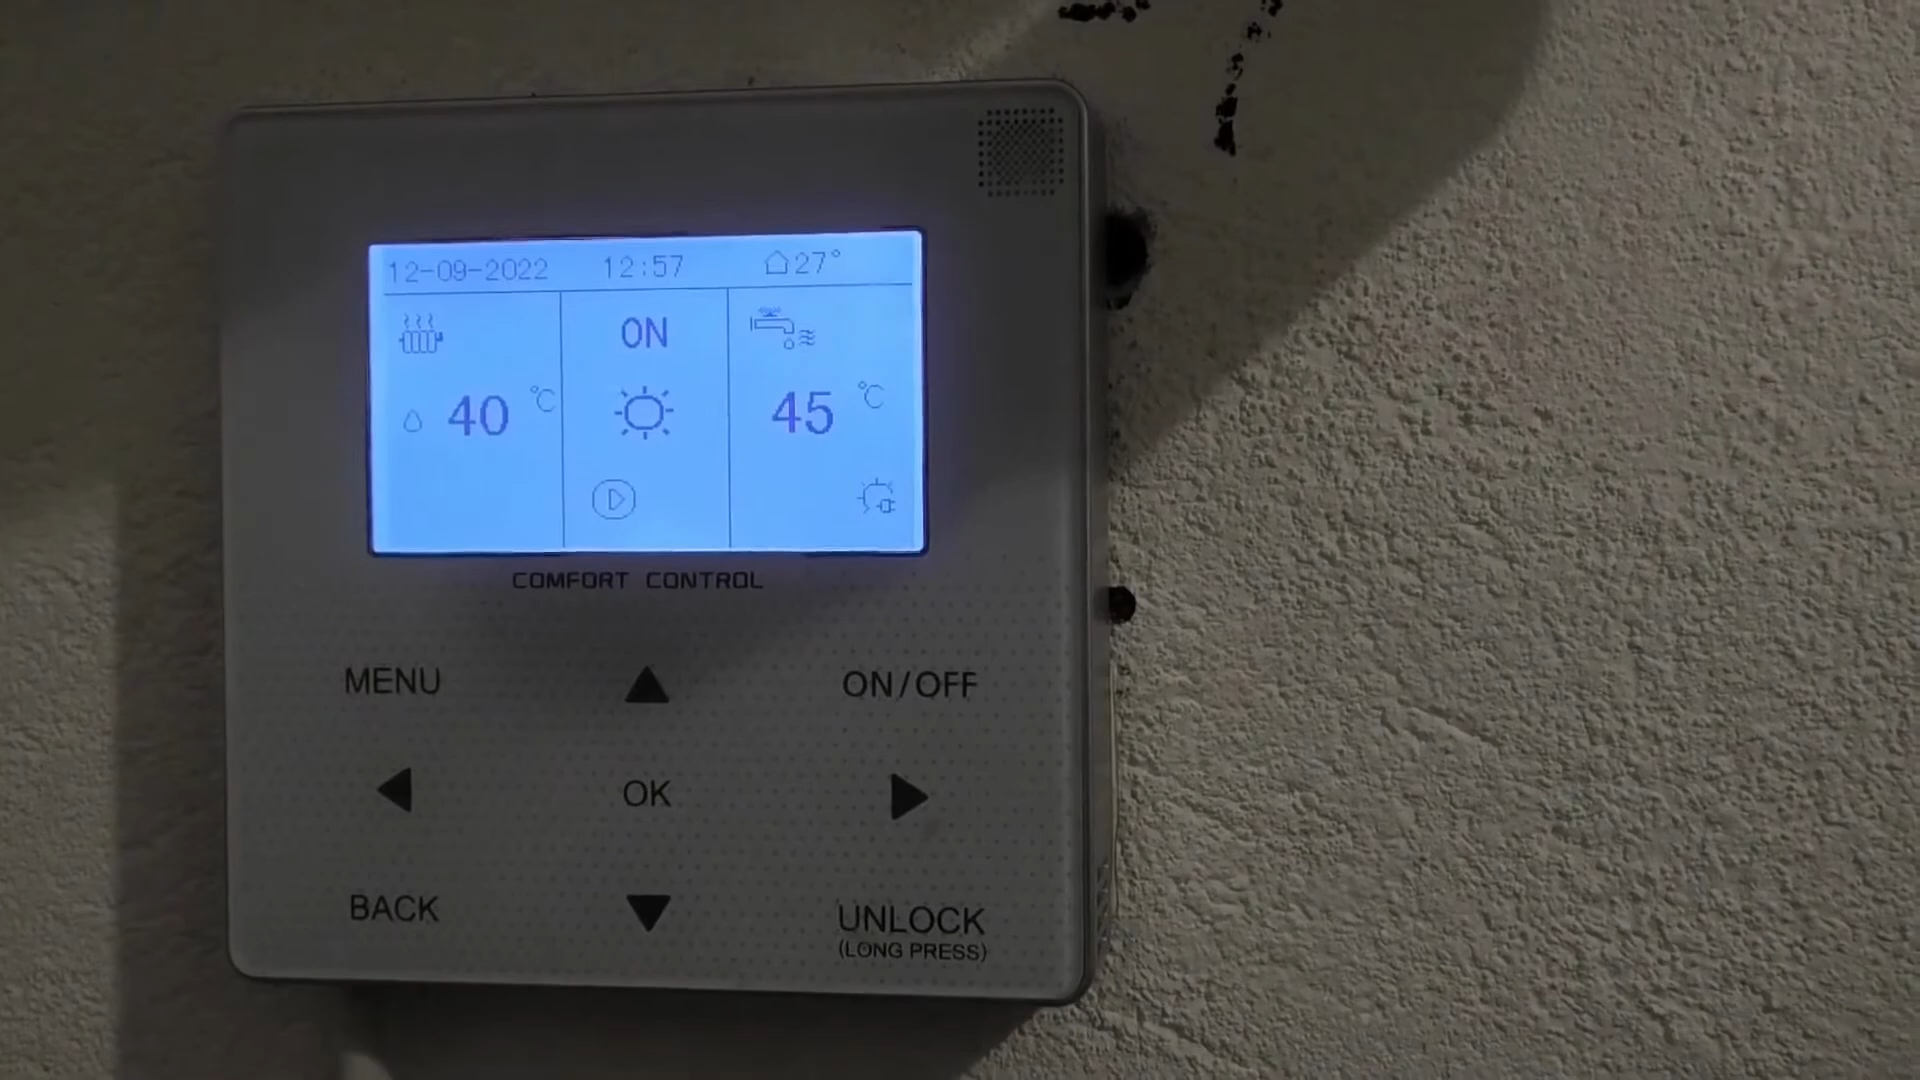 12-09-2022 12:57 27°
ON
40 °C 45 °C
COMFORT CONTROL
MENU ON/OFF
OK
BACK UNLOCK
(LONG PRESS)